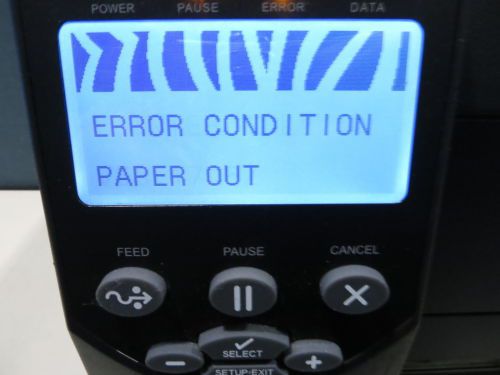 POWER PAUSE ERROR DATA
ERROR CONDITION
PAPER OUT
FEED PAUSE CANCEL
SELECT
- +
SETUP/EXIT